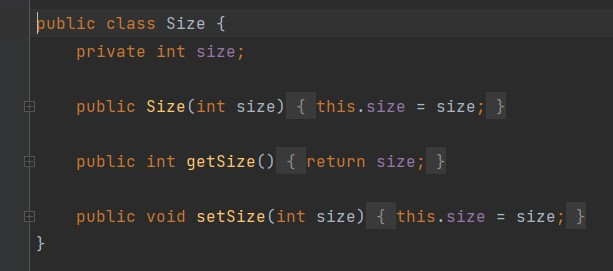 public class Size {
    private int size;
    public Size(int size) { this.size = size; }
    public int getSize() { return size; }
    public void setSize(int size) { this.size = size; }
}